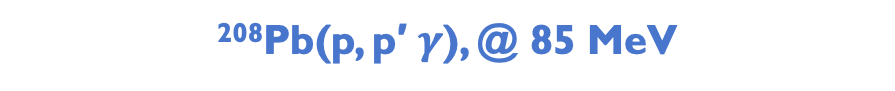 ²⁰⁸Pb(p, p′ γ), @ 85 MeV